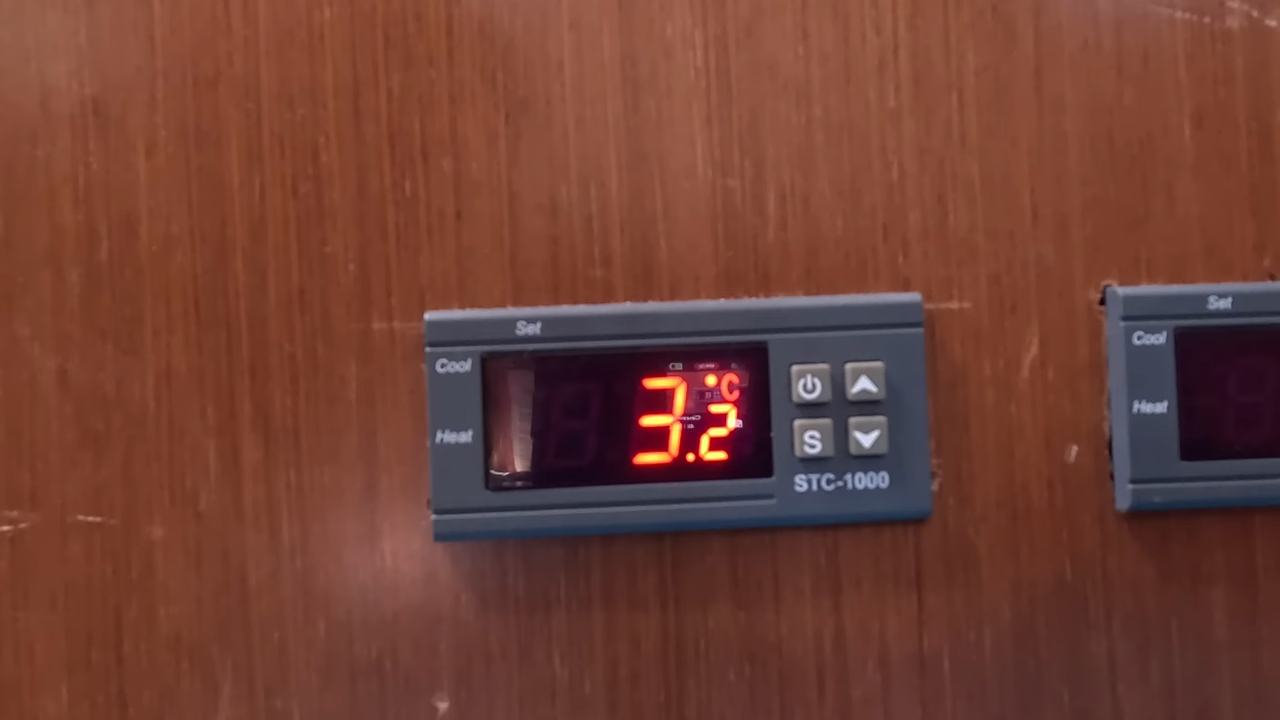 Set
Cool
Heat
3.2 °C
S
STC-1000
Set
Cool
Heat